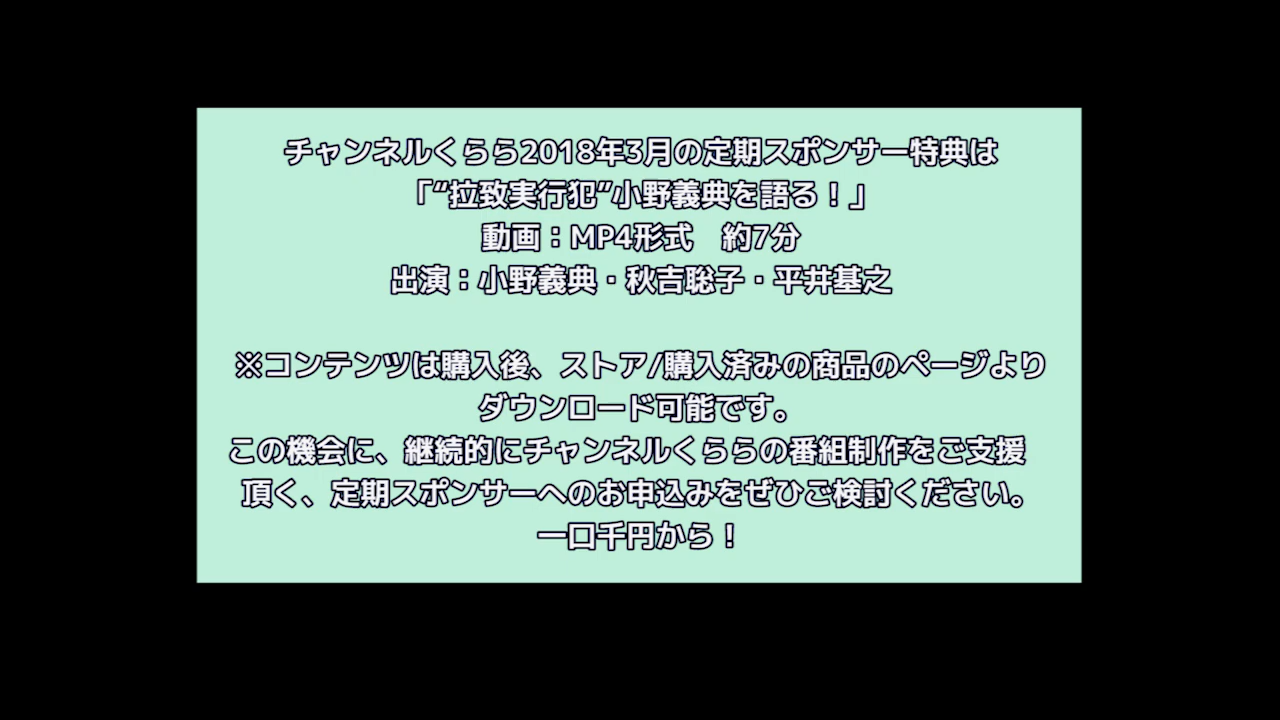 チャンネルくらら2018年3月の定期スポンサー特典は
「“拉致実行犯”小野義典を語る！」
動画：MP4形式　約7分
出演：小野義典・秋吉聡子・平井基之
※コンテンツは購入後、ストア/購入済みの商品のページより
ダウンロード可能です。
この機会に、継続的にチャンネルくららの番組制作をご支援
頂く、定期スポンサーへのお申込みをぜひご検討ください。
一口千円から！